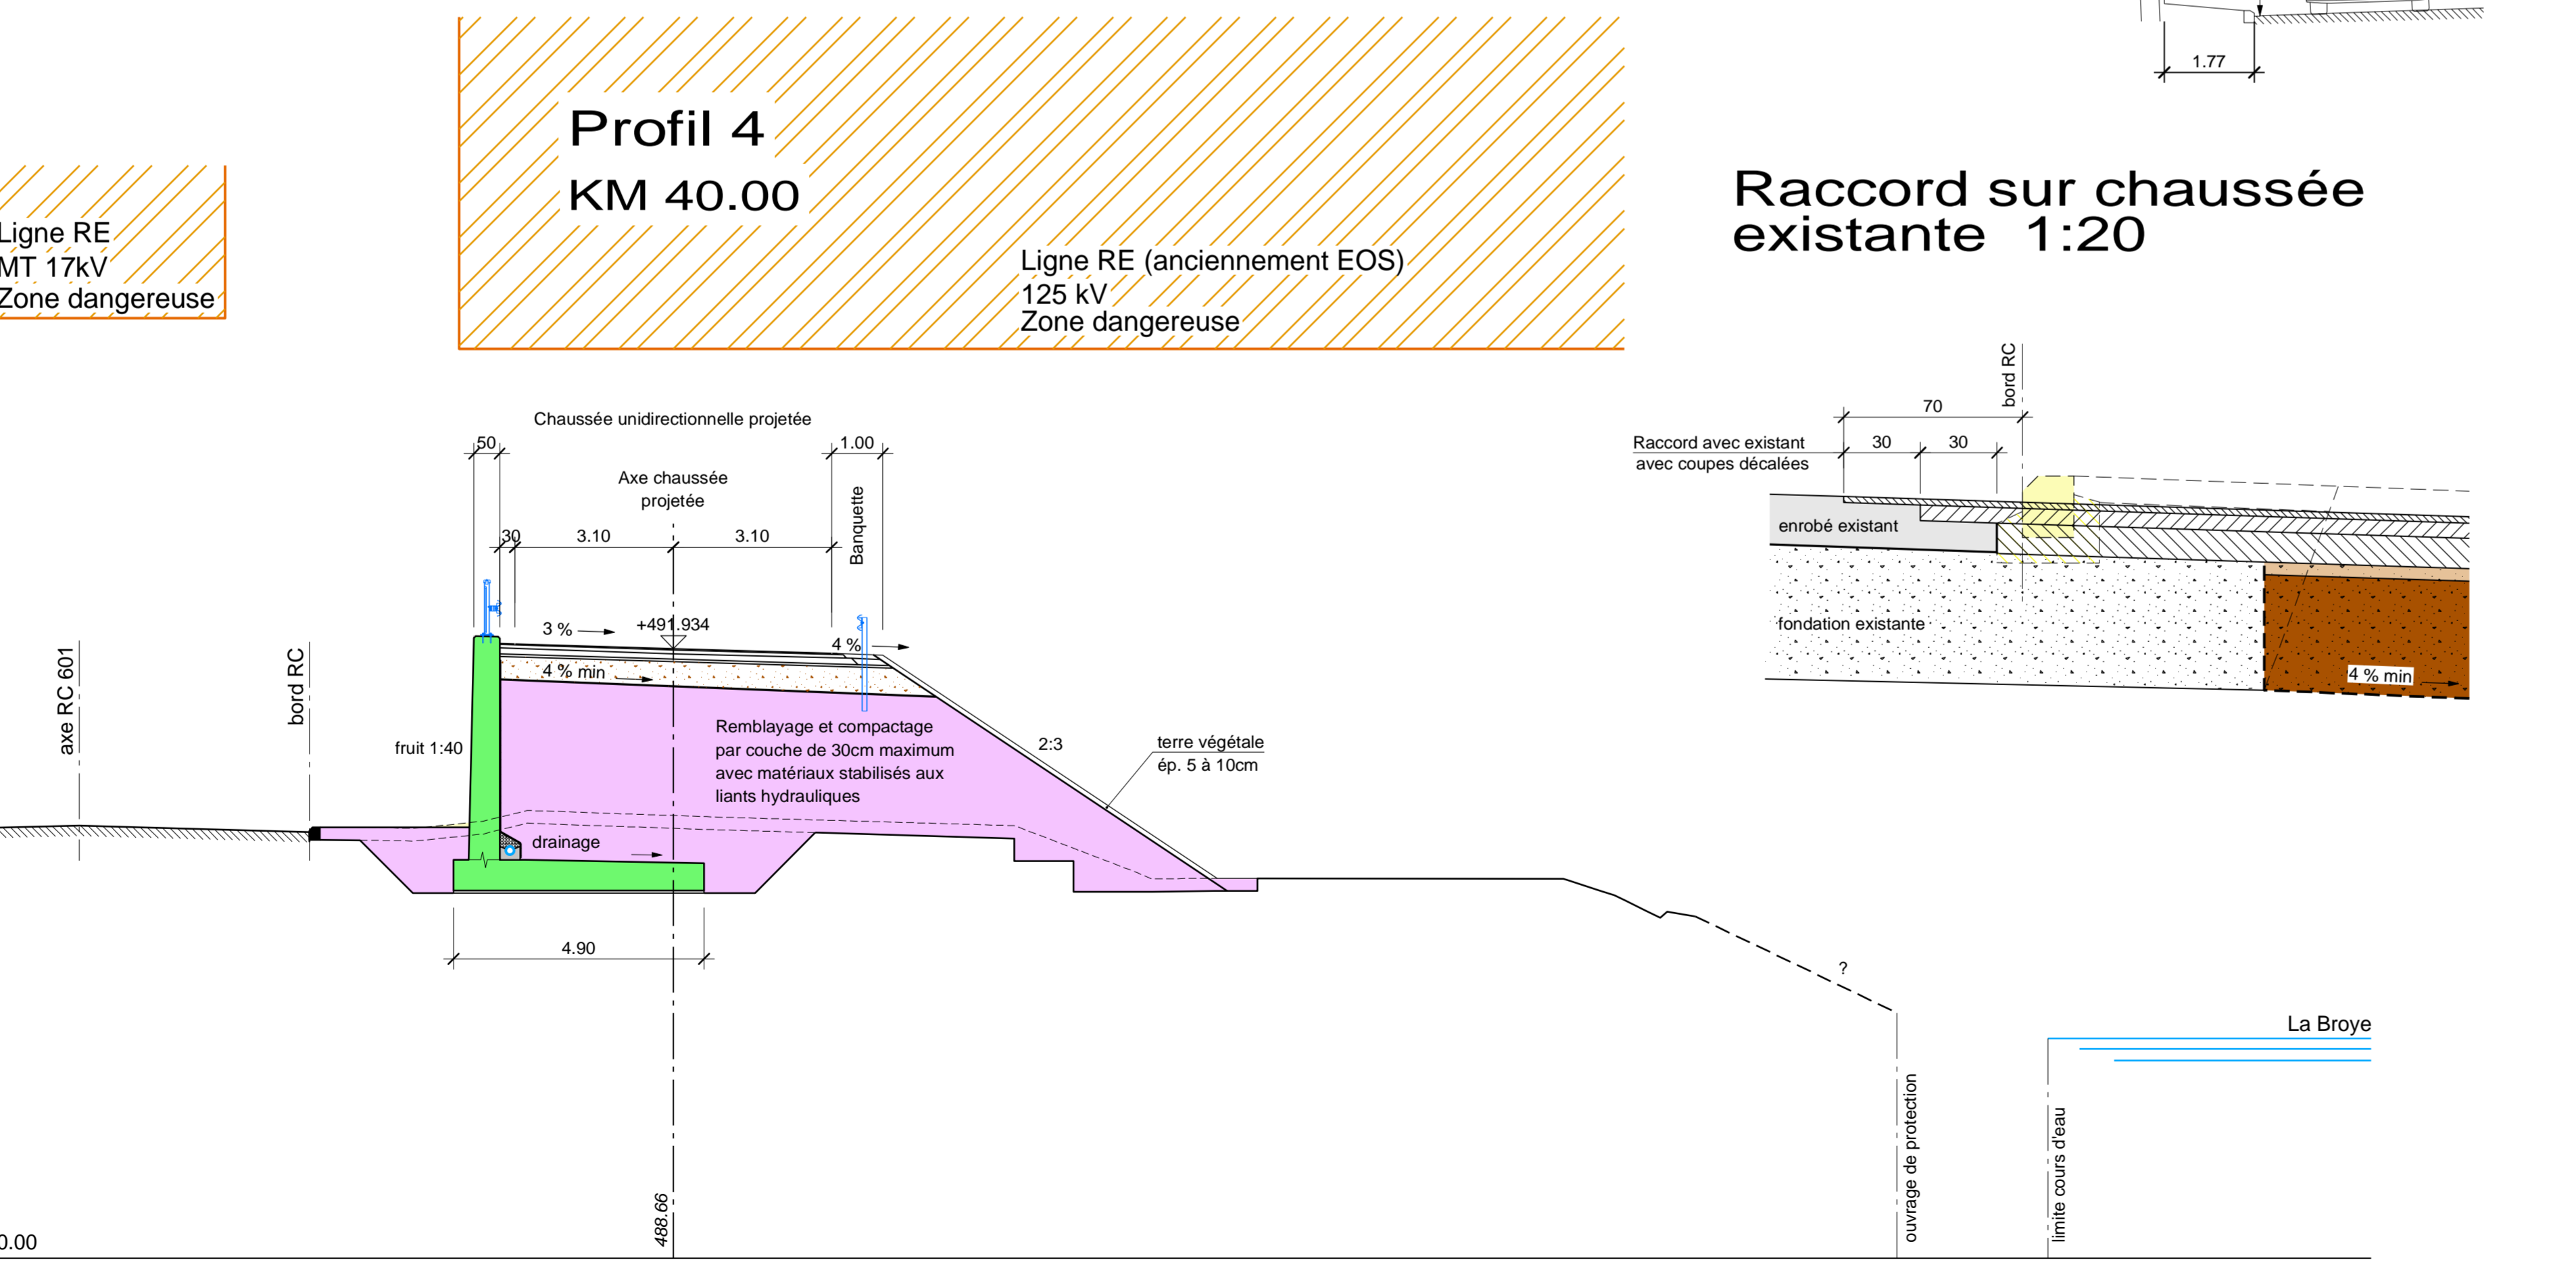 1.77
Profil 4
KM 40.00
Ligne RE
MT 17kV
Zone dangereuse
Ligne RE (anciennement EOS)
125 kV
Zone dangereuse
Raccord sur chaussée
existante 1:20
Chaussée unidirectionnelle projetée
50
1.00
Axe chaussée
projetée
Banquette
30
3.10
3.10
+491.934
3 %
4 %
4 % min
axe RC 601
bord RC
fruit 1:40
Remblayage et compactage
par couche de 30cm maximum
avec matériaux stabilisés aux
liants hydrauliques
2:3
terre végétale
ép. 5 à 10cm
drainage
4.90
488.66
?
ouvrage de protection
limite cours d'eau
La Broye
0.00
bord RC
70
30
30
Raccord avec existant
avec coupes décalées
enrobé existant
fondation existante
4 % min